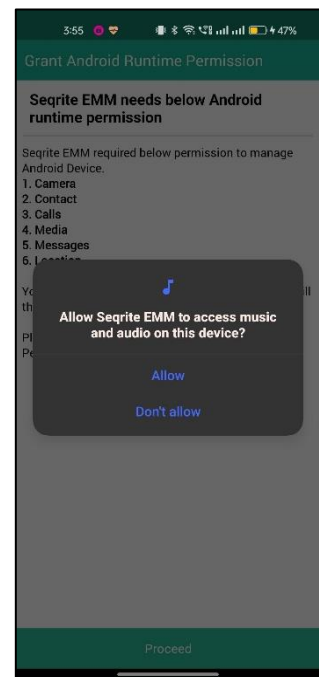 3:55 47%
Grant Android Runtime Permission
Seqrite EMM needs below Android
runtime permission
Seqrite EMM required below permission to manage
Android Device.
1. Camera
2. Contact
3. Calls
4. Media
5. Messages
6. Location
Allow Seqrite EMM to access music
and audio on this device?
Allow
Don't allow
Proceed